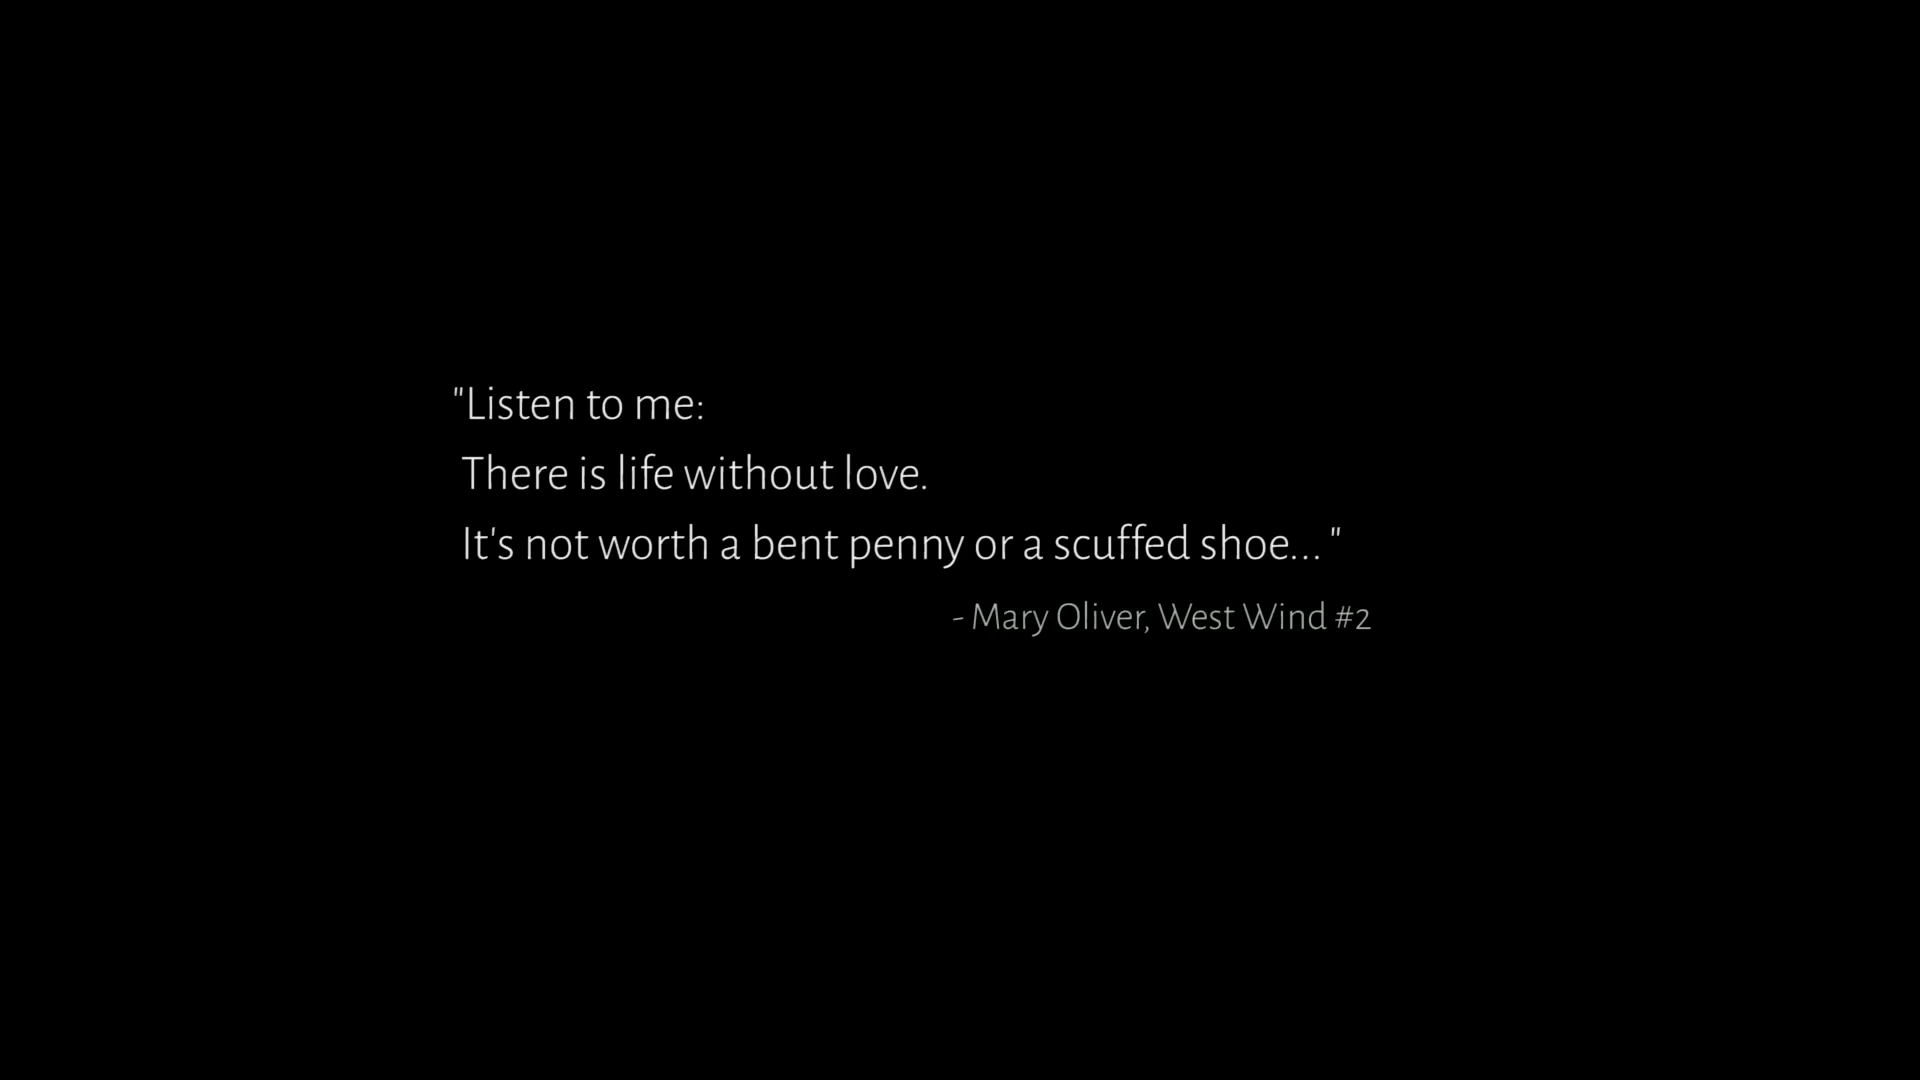 "Listen to me:
There is life without love.
It's not worth a bent penny or a scuffed shoe... "
- Mary Oliver, West Wind #2